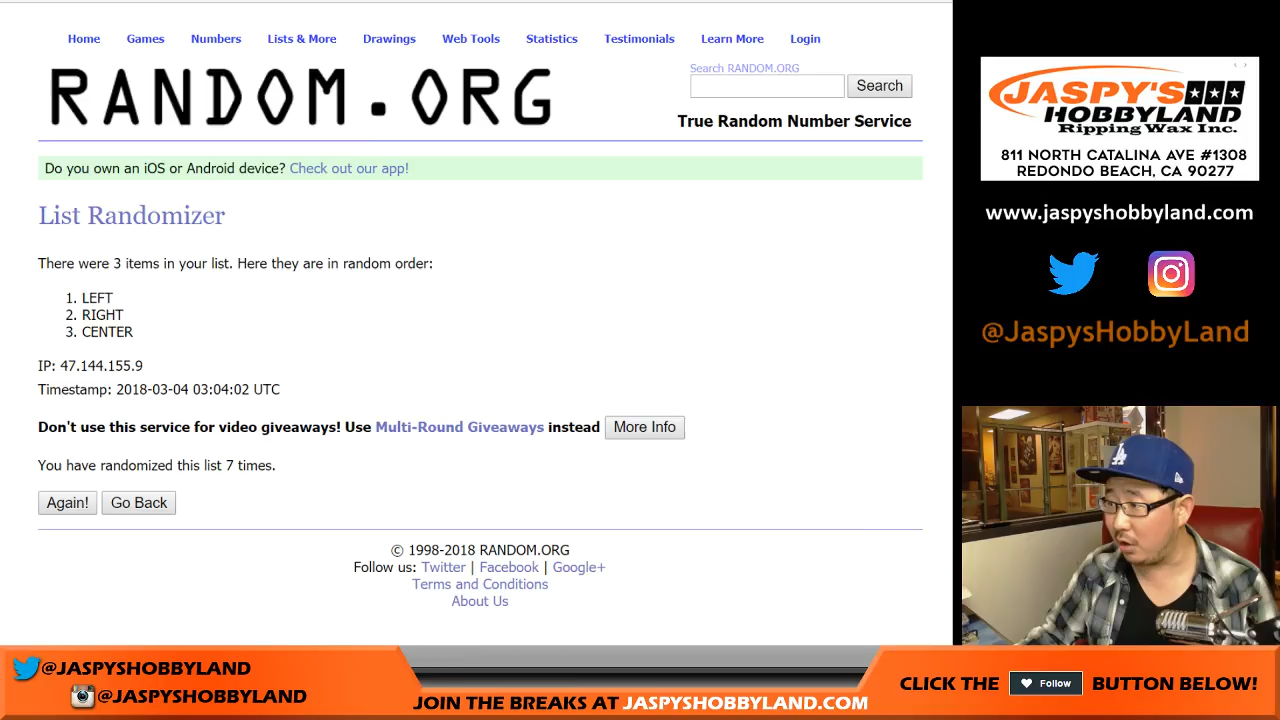 Home Games Numbers Lists & More Drawings Web Tools Statistics Testimonials Learn More Login
RANDOM.ORG
Search RANDOM.ORG
Search
True Random Number Service
Do you own an iOS or Android device? Check out our app!
List Randomizer
There were 3 items in your list. Here they are in random order:
1. LEFT
2. RIGHT
3. CENTER
IP: 47.144.155.9
Timestamp: 2018-03-04 03:04:02 UTC
Don't use this service for video giveaways! Use Multi-Round Giveaways instead More Info
You have randomized this list 7 times.
Again! Go Back
© 1998-2018 RANDOM.ORG
Follow us: Twitter | Facebook | Google+
Terms and Conditions
About Us
JASPY'S
HOBBYLAND
Ripping Wax Inc.
811 NORTH CATALINA AVE #1308
REDONDO BEACH, CA 90277
www.jaspyshobbyland.com
@JaspysHobbyLand
LA
@JASPYSHOBBYLAND
@JASPYSHOBBYLAND
JOIN THE BREAKS AT JASPYSHOBBYLAND.COM
CLICK THE Follow BUTTON BELOW!